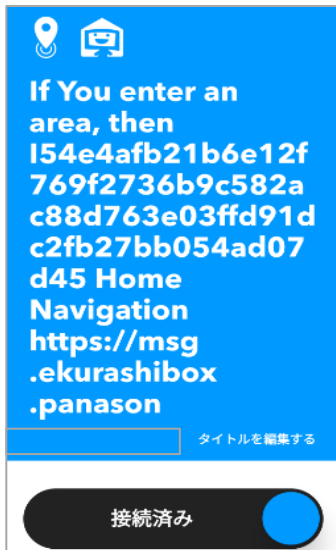 If You enter an
area, then
I54e4afb21b6e12f
769f2736b9c582a
c88d763e03ffd91d
c2fb27bb054ad07
d45 Home
Navigation
https://msg
.ekurashibox
.panason
タイトルを編集する
接続済み